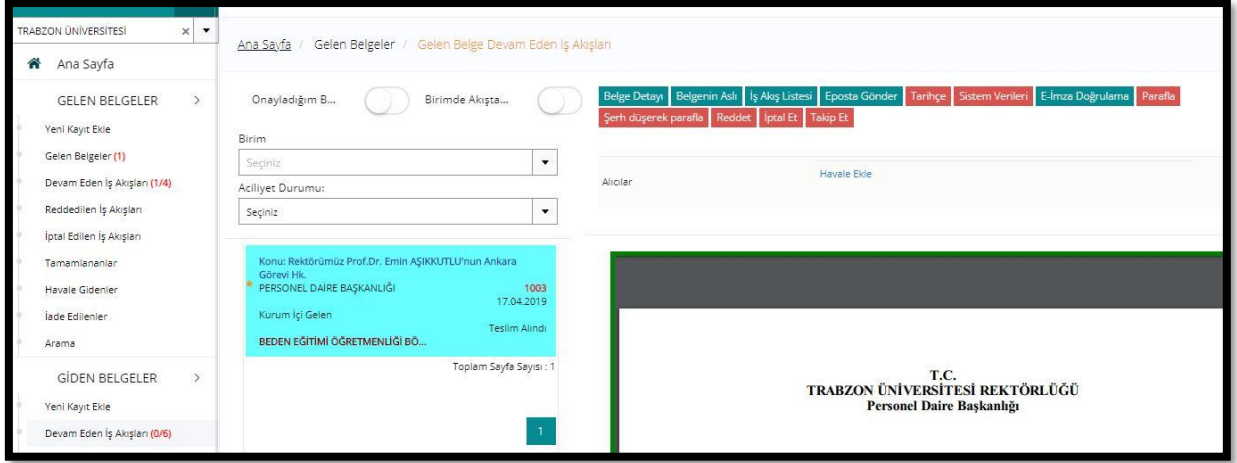 TRABZON ÜNİVERSİTESİ
Ana Sayfa
GELEN BELGELER
Yeni Kayıt Ekle
Gelen Belgeler (1)
Devam Eden İş Akışları (1/4)
Reddedilen İş Akışları
İptal Edilen İş Akışları
Tamamlananlar
Havale Gidenler
İade Edilenler
Arama
GİDEN BELGELER
Yeni Kayıt Ekle
Devam Eden İş Akışları (0/6)
Ana Sayfa / Gelen Belgeler / Gelen Belge Devam Eden İş Akışları
Onayladığım B... Birimde Akışta...
Birim
Seçiniz
Aciliyet Durumu:
Seçiniz
Konu: Rektörümüz Prof.Dr. Emin AŞIKKUTLU'nun Ankara
Görevi Hk.
PERSONEL DAİRE BAŞKANLIĞI 1003
17.04.2019
Kurum İçi Gelen
Teslim Alındı
BEDEN EĞİTİMİ ÖĞRETMENLİĞİ BÖ...
Toplam Sayfa Sayısı : 1
1
Belge Detayı Belgenin Aslı İş Akış Listesi Eposta Gönder Tarihçe Sistem Verileri E-İmza Doğrulama Parafla
Şerh düşerek parafla Reddet İptal Et Takip Et
Alıcılar Havale Ekle
T.C.
TRABZON ÜNİVERSİTESİ REKTÖRLÜĞÜ
Personel Daire Başkanlığı